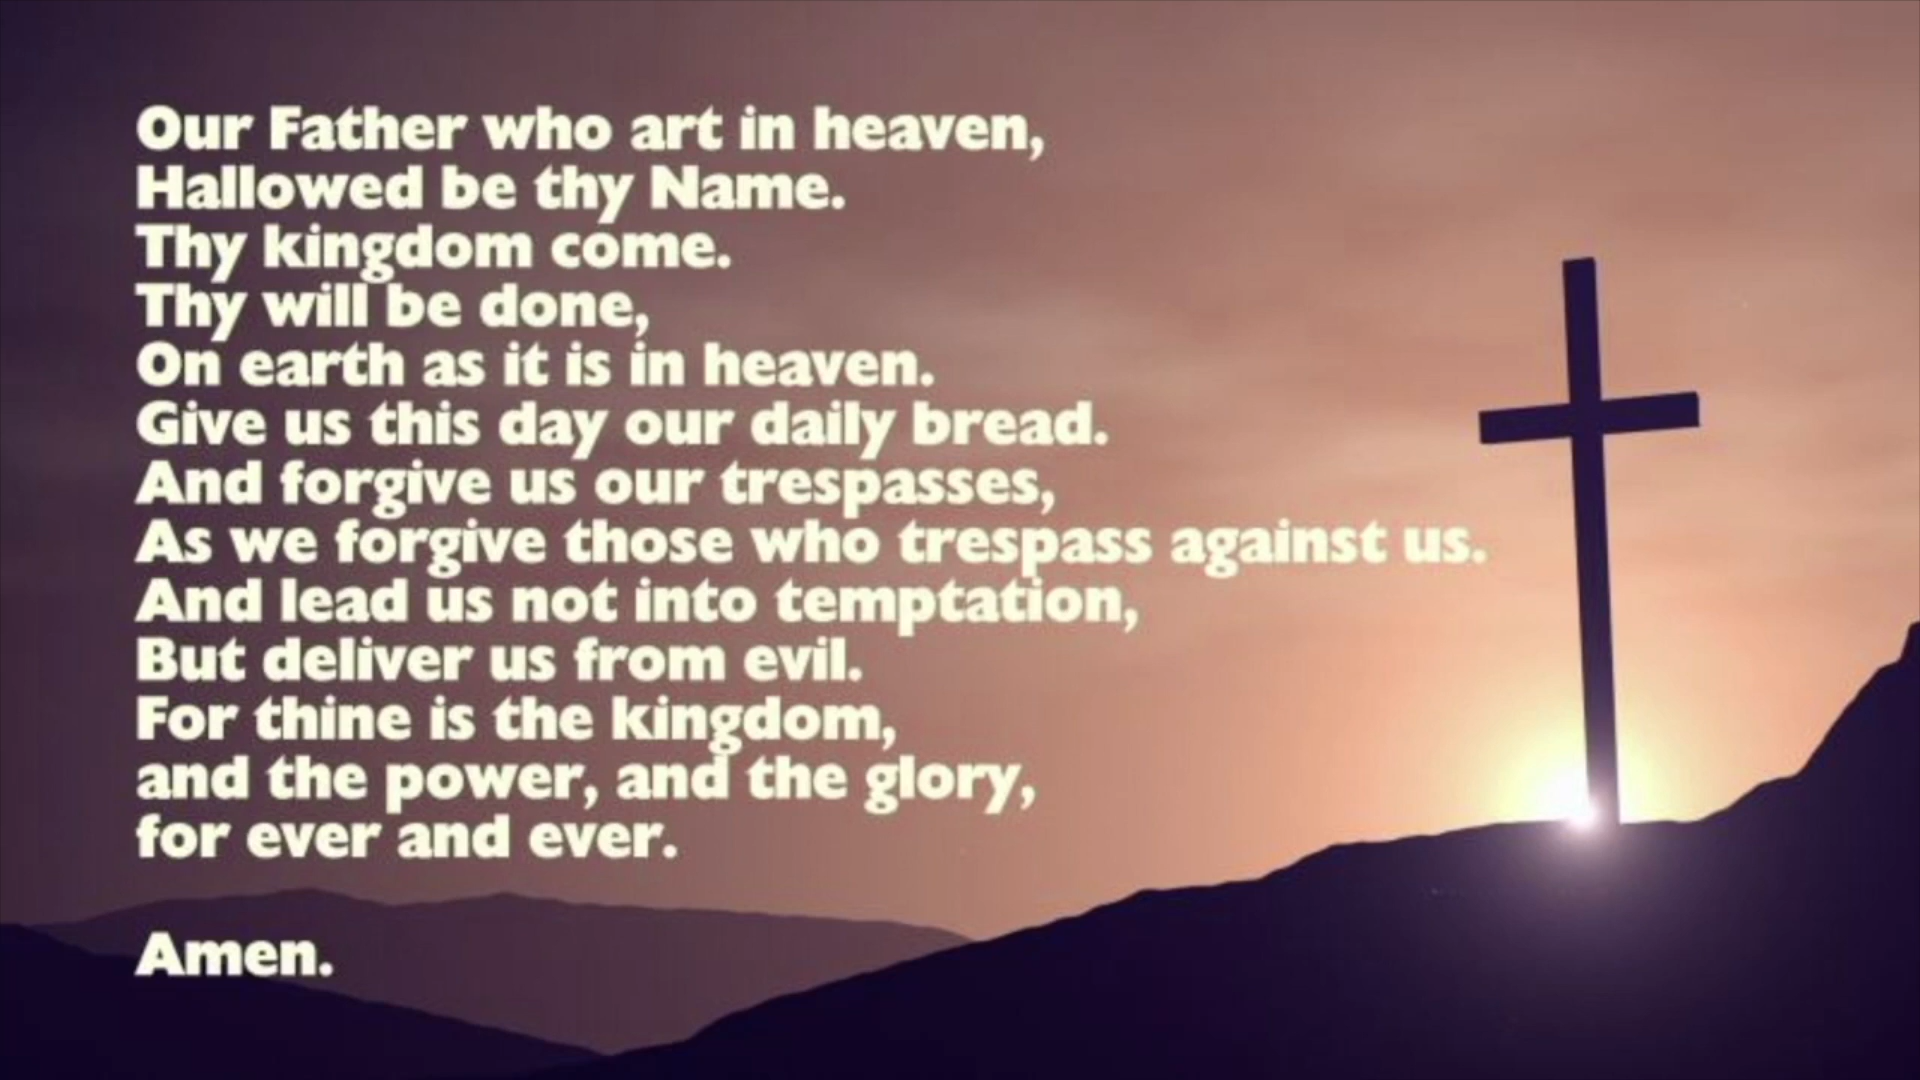 Our Father who art in heaven,
Hallowed be thy Name.
Thy kingdom come.
Thy will be done,
On earth as it is in heaven.
Give us this day our daily bread.
And forgive us our trespasses,
As we forgive those who trespass against us.
And lead us not into temptation,
But deliver us from evil.
For thine is the kingdom,
and the power, and the glory,
for ever and ever.
Amen.